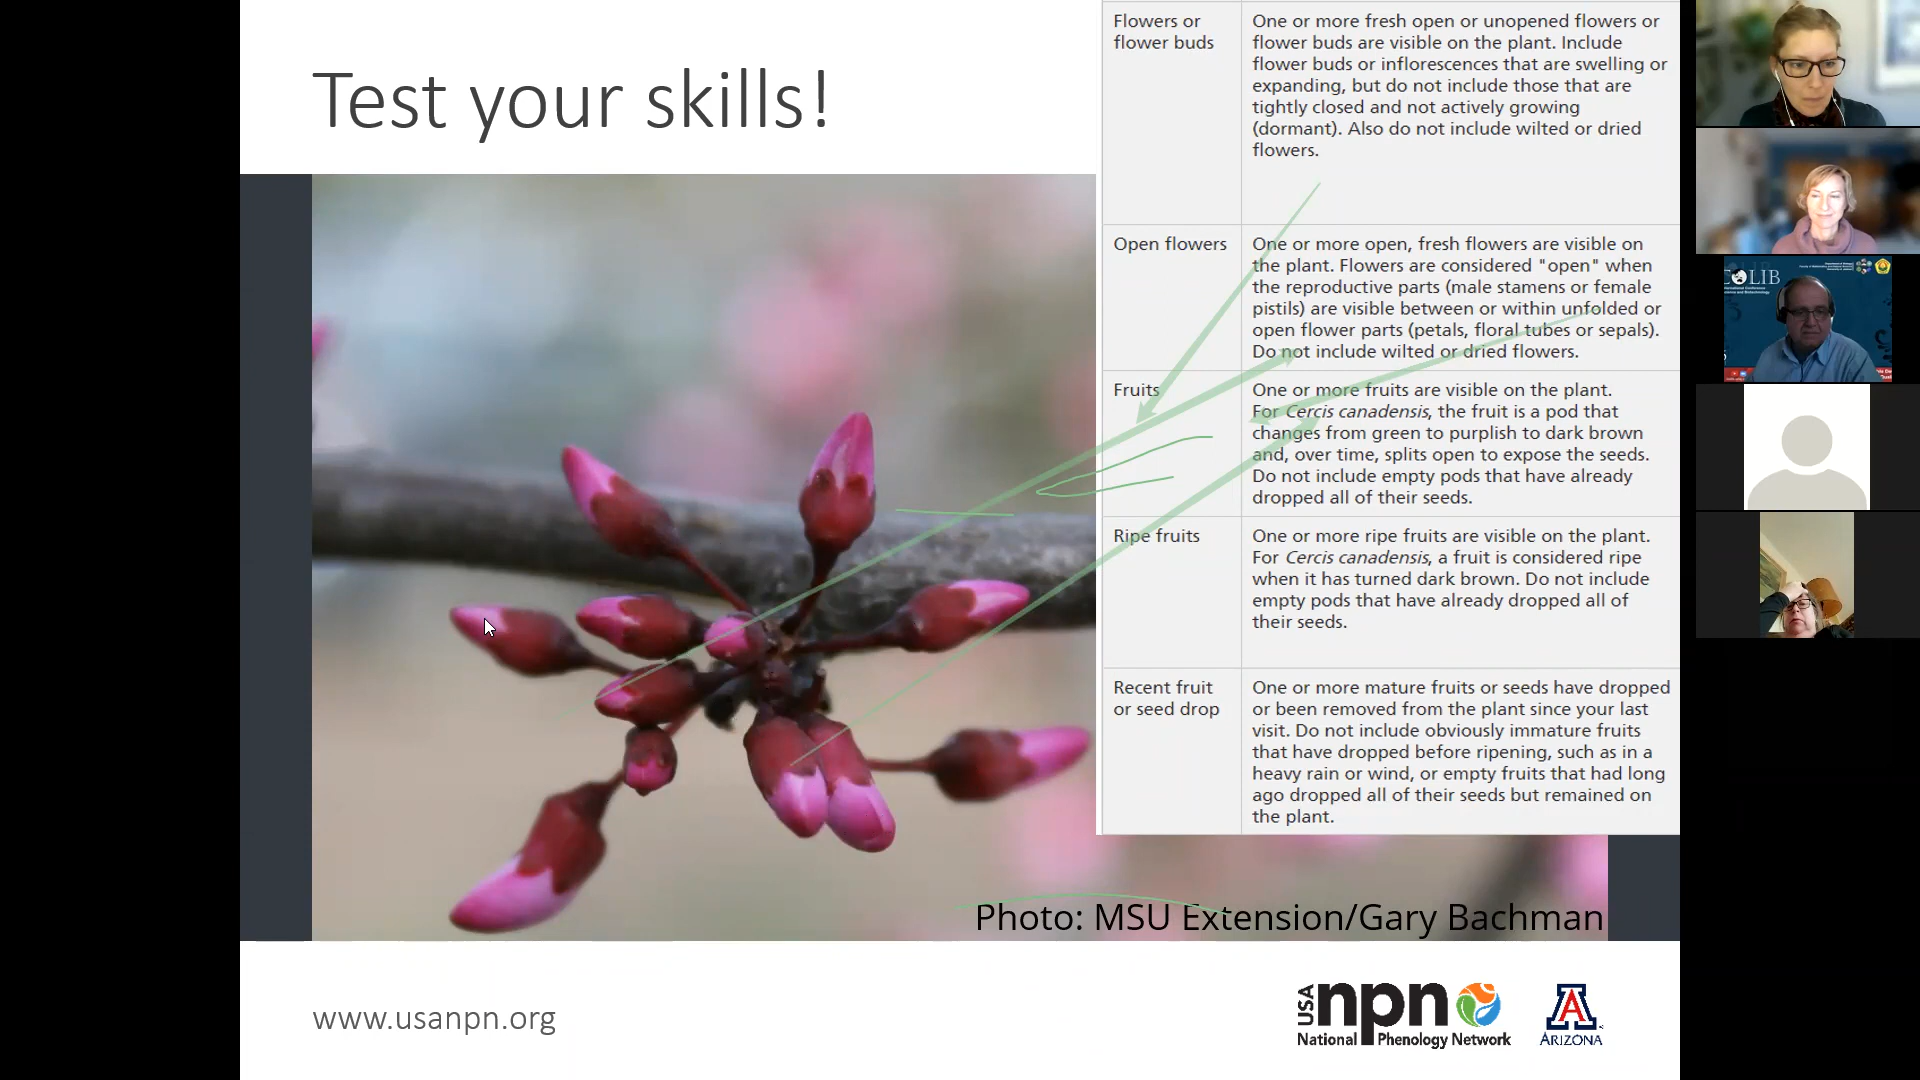 Test your skills!
Flowers or
flower buds
One or more fresh open or unopened flowers or
flower buds are visible on the plant. Include
flower buds or inflorescences that are swelling or
expanding, but do not include those that are
tightly closed and not actively growing
(dormant). Also do not include wilted or dried
flowers.
Open flowers
One or more open, fresh flowers are visible on
the plant. Flowers are considered "open" when
the reproductive parts (male stamens or female
pistils) are visible between or within unfolded or
open flower parts (petals, floral tubes or sepals).
Do not include wilted or dried flowers.
Fruits
One or more fruits are visible on the plant.
For Cercis canadensis, the fruit is a pod that
changes from green to purplish to dark brown
and, over time, splits open to expose the seeds.
Do not include empty pods that have already
dropped all of their seeds.
Ripe fruits
One or more ripe fruits are visible on the plant.
For Cercis canadensis, a fruit is considered ripe
when it has turned dark brown. Do not include
empty pods that have already dropped all of
their seeds.
Recent fruit
or seed drop
One or more mature fruits or seeds have dropped
or been removed from the plant since your last
visit. Do not include obviously immature fruits
that have dropped before ripening, such as in a
heavy rain or wind, or empty fruits that had long
ago dropped all of their seeds but remained on
the plant.
Photo: MSU Extension/Gary Bachman
www.usanpn.org
USA npn
National Phenology Network
A
ARIZONA